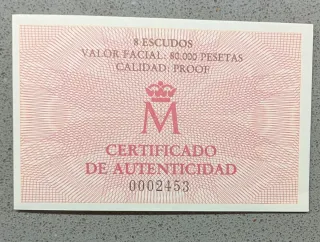 8 ESCUDOS
VALOR FACIAL: 80.000 PESETAS
CALIDAD: PROOF
M
CERTIFICADO
DE AUTENTICIDAD
0002453